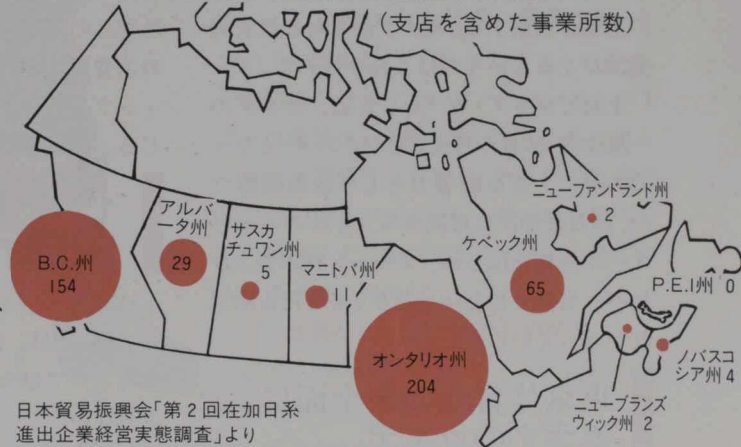 (支店を含めた事業所数)
ニューファンドランド州
2
アルバ
ータ州
29
サスカ
チュワン州
5
マニトバ州
11
B.C.州
154
ケベック州
65
P.E.I州 0
オンタリオ州
204
ノバスコ
シア州 4
ニューブランズ
ウィック州 2
日本貿易振興会「第2回在加日系
進出企業経営実態調査」より